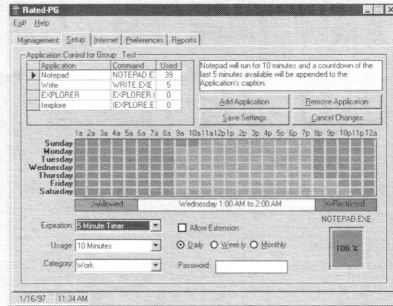 Rated-PG
Exit Help
Management Setup Internet Preferences Reports
Application Control for Group Test
Application Command Used
Notepad NOTEPAD.E 39
Write WRITE.EXE 5
EXPLORER EXPLORER.I 0
Iexplore IEXPLORE.E 0
Notepad will run for 10 minutes and a countdown of the
last 5 minutes available will be appended to the
Application's caption.
Add Application Remove Application
Save Settings Cancel Changes
1a 2a 3a 4a 5a 6a 7a 8a 9a 10a 11a 12p 1p 2p 3p 4p 5p 6p 7p 8p 9p 10p 11p 12a
Sunday
Monday
Tuesday
Wednesday
Thursday
Friday
Saturday
=Allowed Wednesday 1:00 AM to 2:00 AM =Restricted
Expiration: 5 Minute Timer
Allow Extension
NOTEPAD.EXE
Usage: 10 Minutes
Daily Weekly Monthly
100 %
Category: Work
Password:
1/16/97 11:34 AM